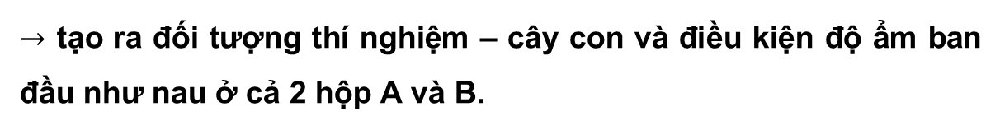 → tạo ra đối tượng thí nghiệm – cây con và điều kiện độ ẩm ban
đầu như nau ở cả 2 hộp A và B.